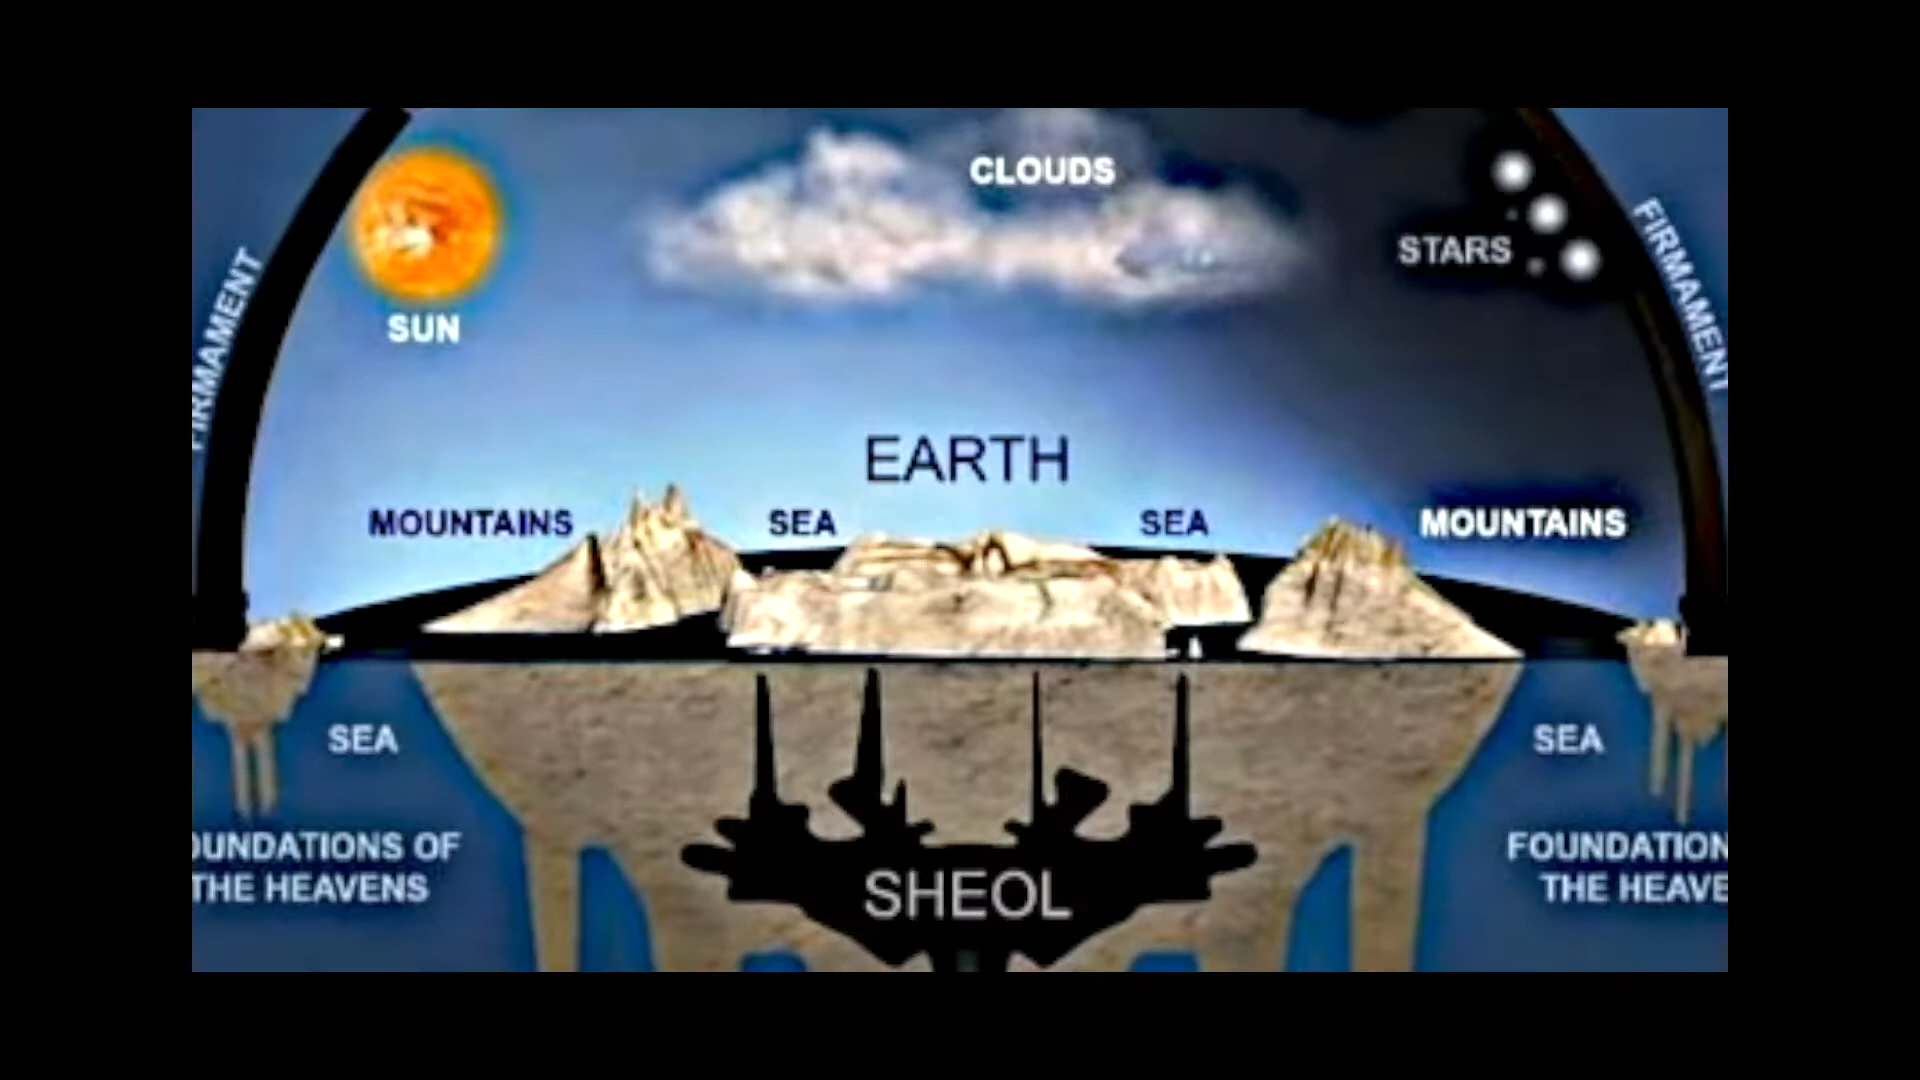 CLOUDS
FIRMAMENT
STARS
FIRMAMENT
SUN
EARTH
MOUNTAINS
SEA
SEA
MOUNTAINS
SEA
SEA
OUNDATIONS OF
THE HEAVENS
FOUNDATION
THE HEAVE
SHEOL